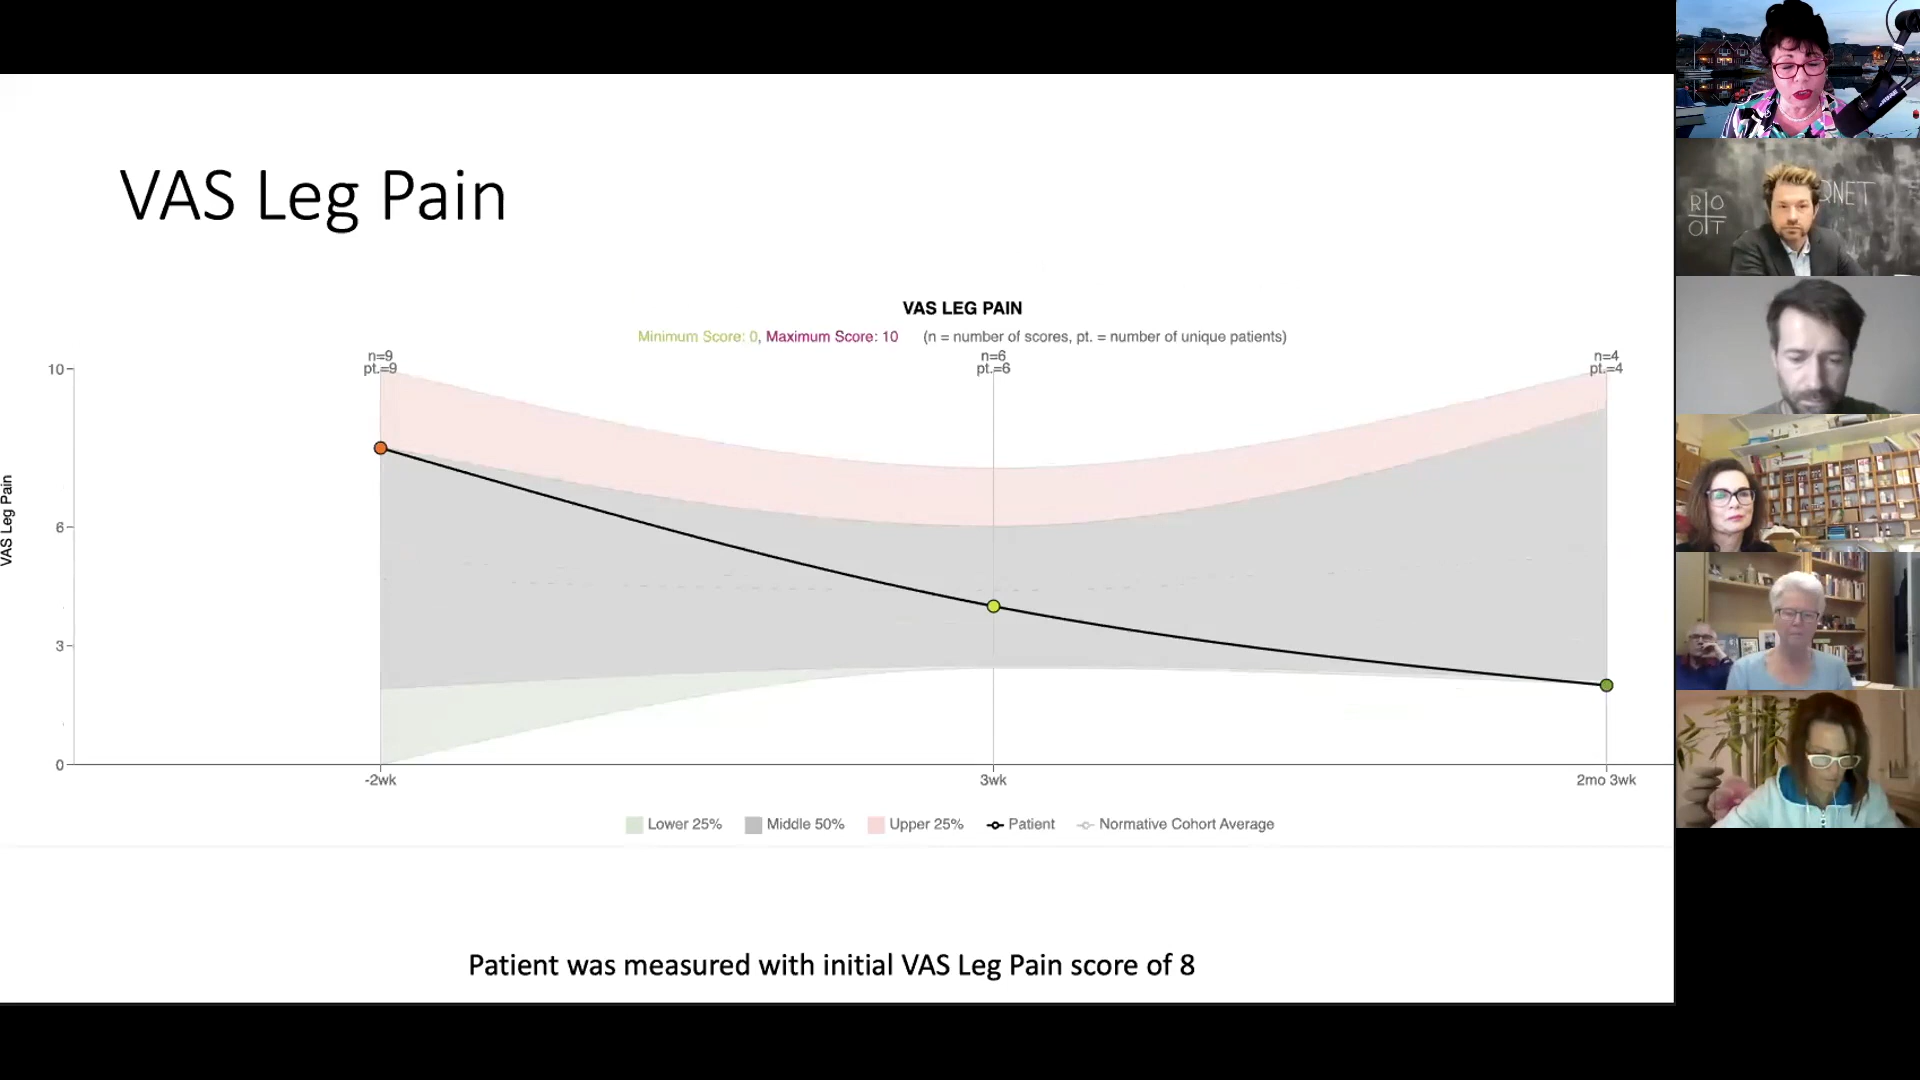 VAS Leg Pain
VAS LEG PAIN
Minimum Score: 0, Maximum Score: 10 (n = number of scores, pt. = number of unique patients)
n=9
pt.=9
n=6
pt.=6
n=4
pt.=4
10
6
3
0
VAS Leg Pain
-2wk
3wk
2mo 3wk
Lower 25% Middle 50% Upper 25% Patient Normative Cohort Average
Patient was measured with initial VAS Leg Pain score of 8
R O
O T
QNET